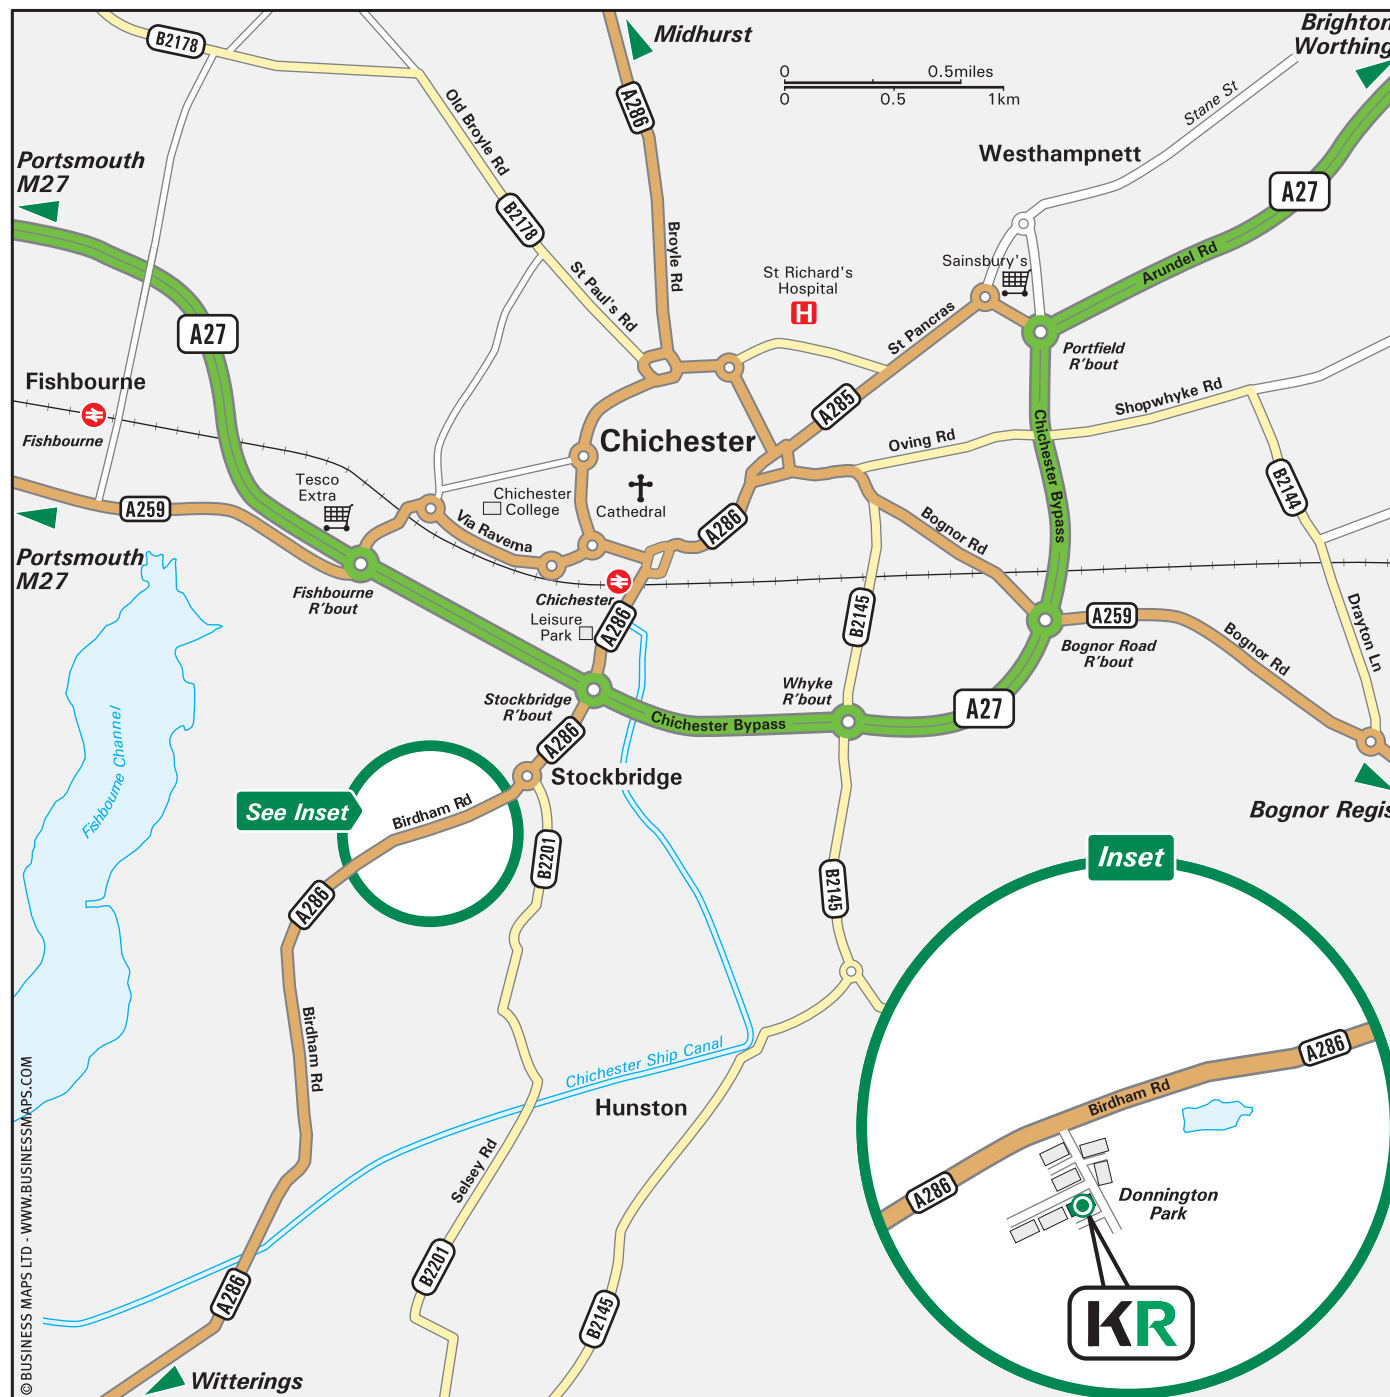 B2178
Midhurst
0
0.5miles
0
0.5
1km
Brighton
Worthing
A286
Old Broyle Rd
Stane St
Westhampnett
Portsmouth
M27
A27
B2178
Broyle Rd
St Paul's Rd
St Richard's
Hospital
H
Sainsbury's
Arundel Rd
A27
St Pancras
Portfield
R'bout
Fishbourne
Fishbourne
Shopwhyke Rd
A285
Oving Rd
Chichester
Cathedral
Chichester
College
Chichester Bypass
B2144
Tesco
Extra
A259
Via Ravenna
A286
Bognor Rd
Portsmouth
M27
Fishbourne
R'bout
Chichester
Leisure
Park
A286
B2145
Drayton Ln
A259
Bognor Rd
Bognor Road
R'bout
Whyke
R'bout
Stockbridge
R'bout
Chichester Bypass
A27
A286
Fishbourne Channel
Stockbridge
See Inset
Birdham Rd
Bognor Regis
B2201
Inset
A286
B2145
Birdham Rd
Chichester Ship Canal
A286
Birdham Rd
Hunston
Selsey Rd
A286
Donnington
Park
B2201
A286
B2145
KR
Witterings
©BUSINESS MAPS LTD - WWW.BUSINESSMAPS.COM